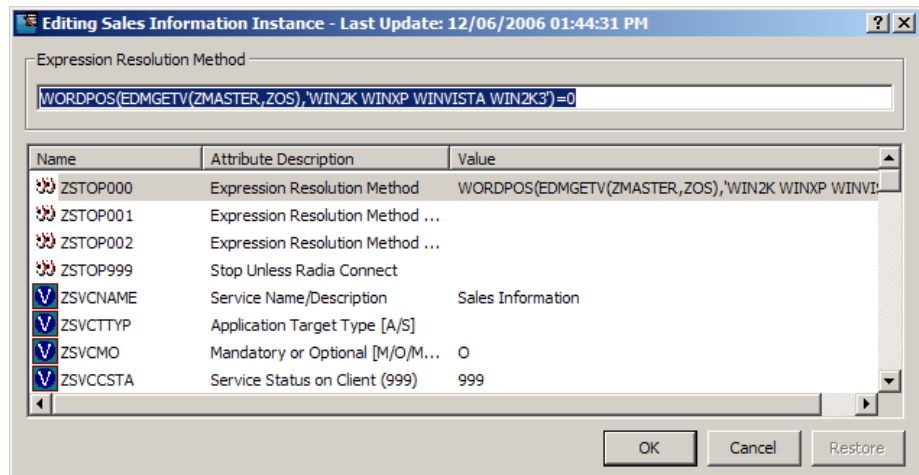 Editing Sales Information Instance - Last Update: 12/06/2006 01:44:31 PM
Expression Resolution Method
WORDPOS(EDMGETV(ZMASTER,ZOS),'WIN2K WINXP WINVISTA WIN2K3')=0
Name Attribute Description Value
ZSTOP000 Expression Resolution Method WORDPOS(EDMGETV(ZMASTER,ZOS),'WIN2K WINXP WINVI
ZSTOP001 Expression Resolution Method ...
ZSTOP002 Expression Resolution Method ...
ZSTOP999 Stop Unless Radia Connect
V ZSVCNAME Service Name/Description Sales Information
V ZSVCTTYP Application Target Type [A/S]
V ZSVCMO Mandatory or Optional [M/O/M... O
V ZSVCCSTA Service Status on Client (999) 999
OK Cancel Restore